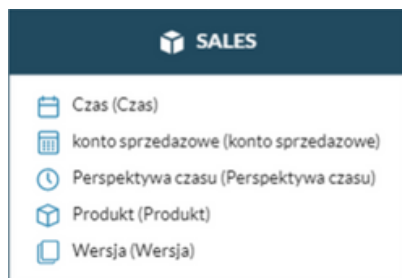 SALES
Czas (Czas)
konto sprzedazowe (konto sprzedazowe)
Perspektywa czasu (Perspektywa czasu)
Produkt (Produkt)
Wersja (Wersja)